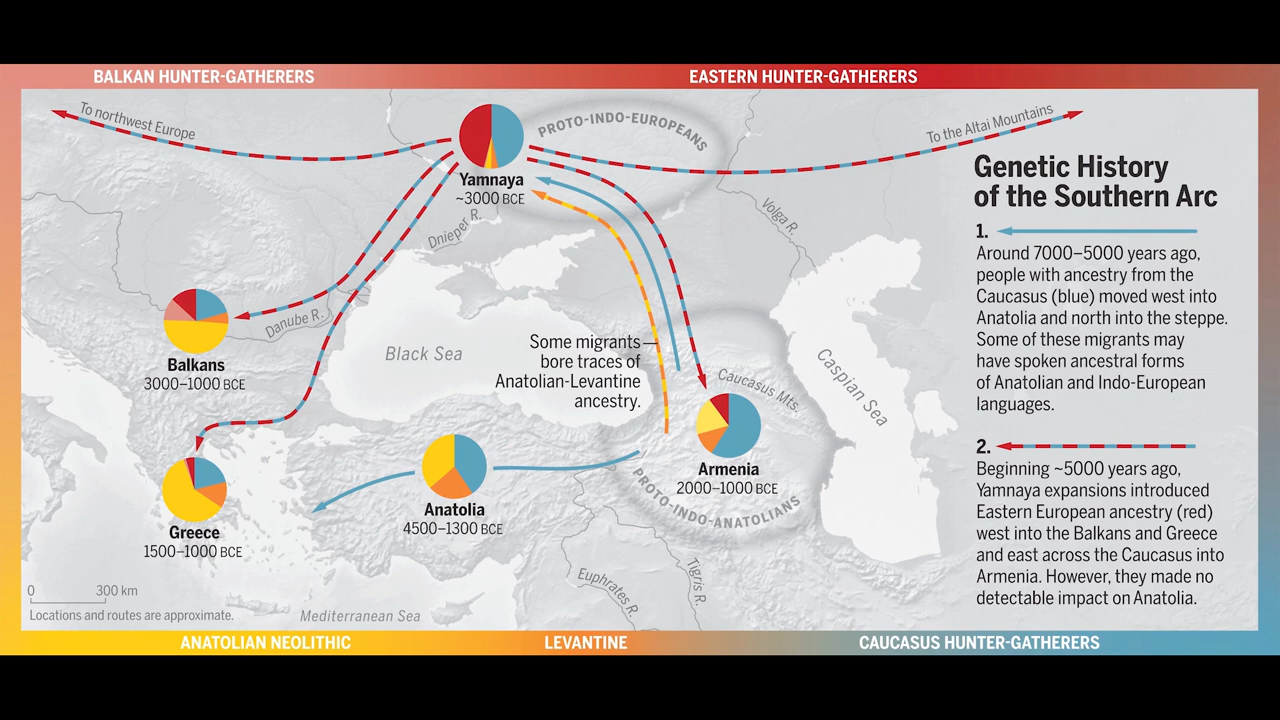 BALKAN HUNTER-GATHERERS
EASTERN HUNTER-GATHERERS
To northwest Europe
PROTO-INDO-EUROPEANS
To the Altai Mountains
Yamnaya
~3000 BCE
Dnieper R.
Volga R.
Genetic History
of the Southern Arc
1.
Around 7000–5000 years ago,
people with ancestry from the
Caucasus (blue) moved west into
Anatolia and north into the steppe.
Some of these migrants may
have spoken ancestral forms
of Anatolian and Indo-European
languages.
2.
Beginning ~5000 years ago,
Yamnaya expansions introduced
Eastern European ancestry (red)
west into the Balkans and Greece
and east across the Caucasus into
Armenia. However, they made no
detectable impact on Anatolia.
Danube R.
Balkans
3000–1000 BCE
Black Sea
Some migrants
bore traces of
Anatolian-Levantine
ancestry.
Caucasus Mts.
Caspian Sea
Armenia
2000–1000 BCE
PROTO-INDO-ANATOLIANS
Anatolia
4500–1300 BCE
Greece
1500–1000 BCE
Euphrates R.
Tigris R.
0 300 km
Locations and routes are approximate.
Mediterranean Sea
ANATOLIAN NEOLITHIC
LEVANTINE
CAUCASUS HUNTER-GATHERERS